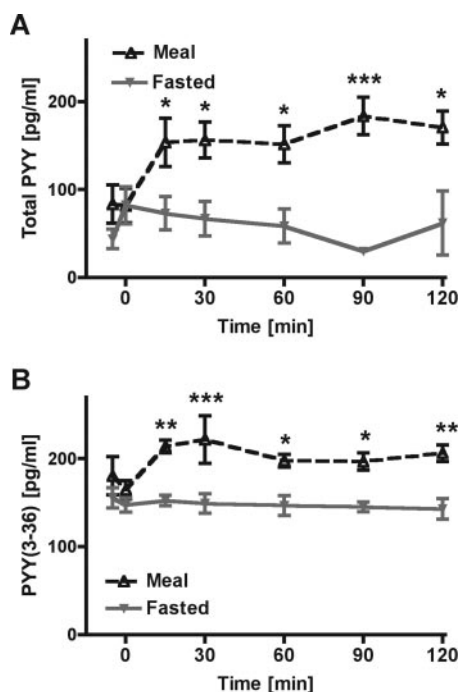 A
Meal
Fasted
***
* * * *
200
100
0
Total PYY [pg/ml]
0 30 60 90 120
Time [min]
B
***
** * * **
200
100
0
PYY(3-36) [pg/ml]
Meal
Fasted
0 30 60 90 120
Time [min]